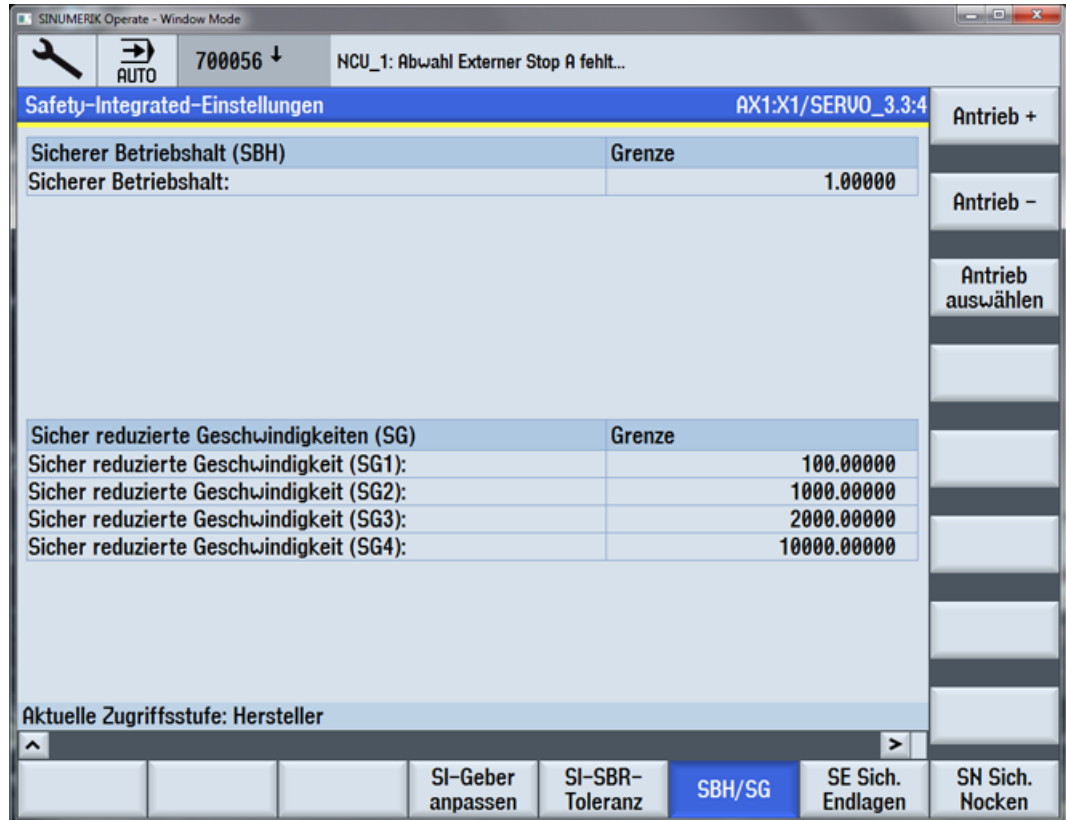 SINUMERIK Operate - Window Mode
AUTO
700056 ↓
NCU_1: Abwahl Externer Stop A fehlt...
Safety-Integrated-Einstellungen AX1:X1/SERVO_3.3:4
Antrieb +
Sicherer Betriebshalt (SBH) Grenze
Sicherer Betriebshalt: 1.00000
Antrieb -
Antrieb
auswählen
Sicher reduzierte Geschwindigkeiten (SG) Grenze
Sicher reduzierte Geschwindigkeit (SG1): 100.00000
Sicher reduzierte Geschwindigkeit (SG2): 1000.00000
Sicher reduzierte Geschwindigkeit (SG3): 2000.00000
Sicher reduzierte Geschwindigkeit (SG4): 10000.00000
Aktuelle Zugriffsstufe: Hersteller
SI-Geber
anpassen
SI-SBR-
Toleranz
SBH/SG
SE Sich.
Endlagen
SN Sich.
Nocken